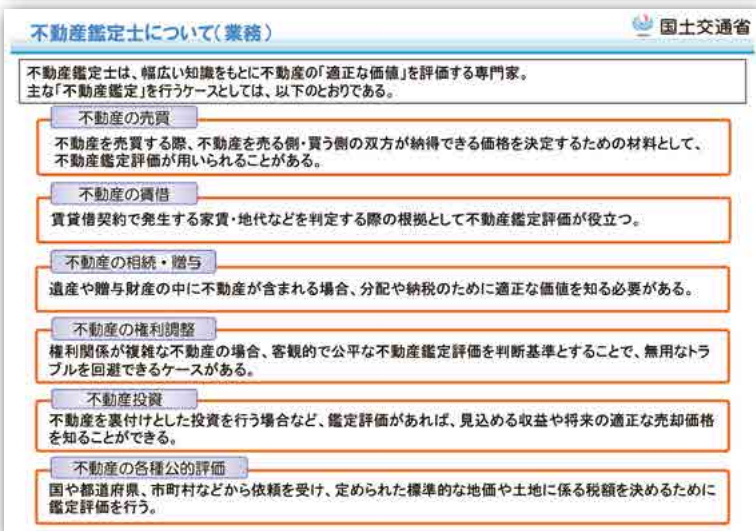 不動産鑑定士について(業務)
国土交通省
不動産鑑定士は、幅広い知識をもとに不動産の「適正な価値」を評価する専門家。
主な「不動産鑑定」を行うケースとしては、以下のとおりである。
不動産の売買
不動産を売買する際、不動産を売る側・買う側の双方が納得できる価格を決定するための材料として、
不動産鑑定評価が用いられることがある。
不動産の賃借
賃貸借契約で発生する家賃・地代などを判定する際の根拠として不動産鑑定評価が役立つ。
不動産の相続・贈与
遺産や贈与財産の中に不動産が含まれる場合、分配や納税のために適正な価値を知る必要がある。
不動産の権利調整
権利関係が複雑な不動産の場合、客観的で公平な不動産鑑定評価を判断基準とすることで、無用なトラ
ブルを回避できるケースがある。
不動産投資
不動産を裏付けとした投資を行う場合など、鑑定評価があれば、見込める収益や将来の適正な売却価格
を知ることができる。
不動産の各種公的評価
国や都道府県、市町村などから依頼を受け、定められた標準的な地価や土地に係る税額を決めるために
鑑定評価を行う。